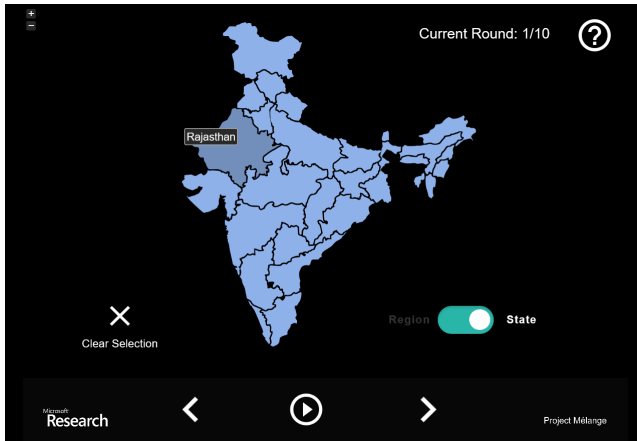 Current Round: 1/10
Rajasthan
Region
State
Clear Selection
Microsoft
Research
Project Mélange